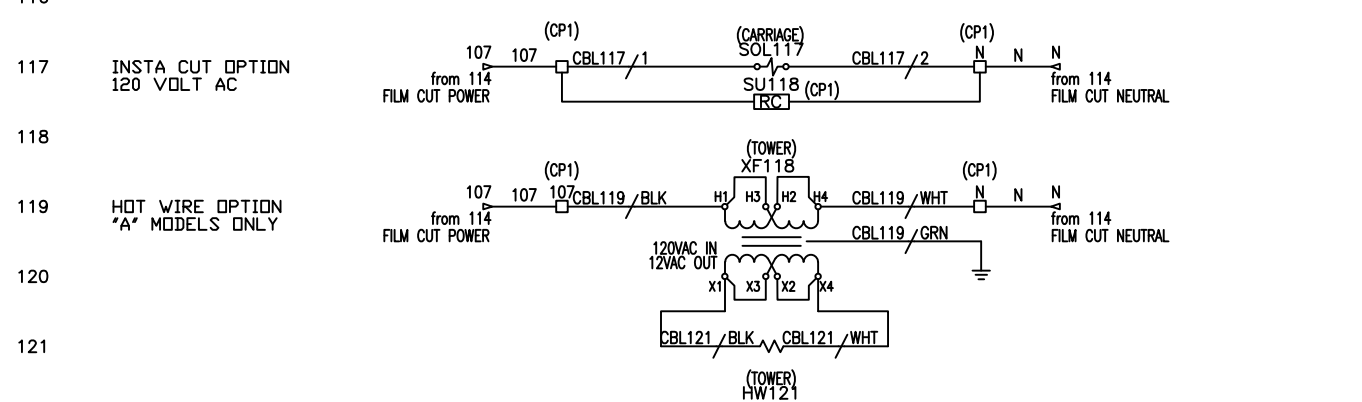 (CP1)
(CARRIAGE)
SOL117
(CP1)
117
INSTA CUT OPTION
120 VOLT AC
107
107
CBL117/1
CBL117/2
N
N
N
from 114
FILM CUT POWER
SU118
(CP1)
RC
from 114
FILM CUT NEUTRAL
118
(TOWER)
XF118
(CP1)
(CP1)
119
HOT WIRE OPTION
"A" MODELS ONLY
107
107
107
CBL119/BLK
H1
H3
H2
H4
CBL119/WHT
N
N
N
from 114
FILM CUT POWER
CBL119/GRN
from 114
FILM CUT NEUTRAL
120VAC IN
12VAC OUT
120
X1
X3
X2
X4
121
CBL121/BLK
CBL121/WHT
(TOWER)
HW121